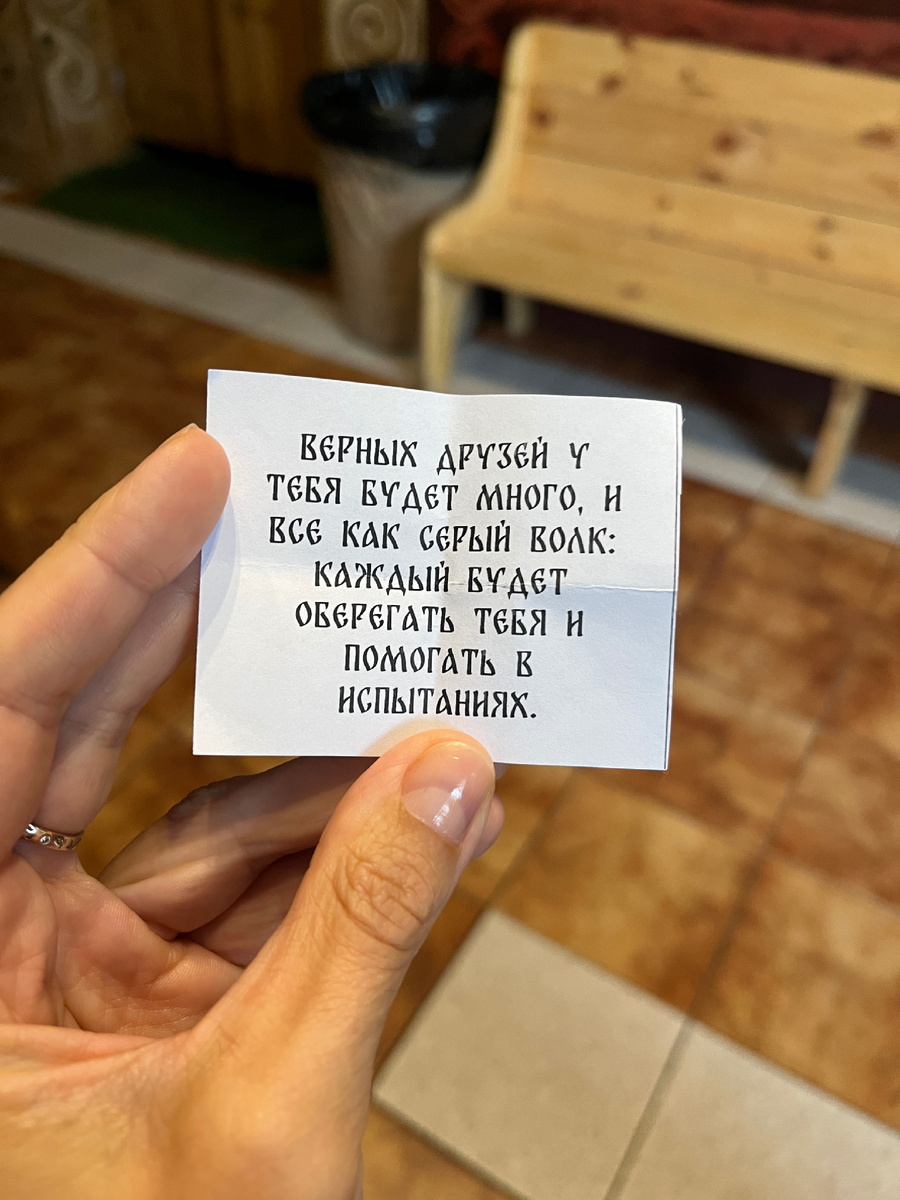 ВЕРНЫХ ДРУЗЕЙ У
ТЕБЯ БУДЕТ МНОГО, И
ВСЕ КАК СЕРЫЙ ВОЛК:
КАЖДЫЙ БУДЕТ
ОБЕРЕГАТЬ ТЕБЯ И
ПОМОГАТЬ В
ИСПЫТАНИЯХ.